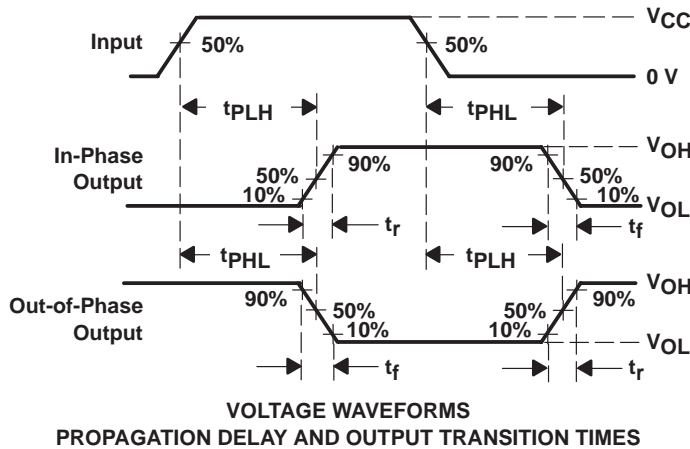 VCC
Input
50%
50%
0 V
tPLH
tPHL
In-Phase
Output
VOH
90%
90%
50%
50%
10%
10%
VOL
tr
tf
tPHL
tPLH
Out-of-Phase
Output
VOH
90%
90%
50%
50%
10%
10%
VOL
tf
tr
VOLTAGE WAVEFORMS
PROPAGATION DELAY AND OUTPUT TRANSITION TIMES